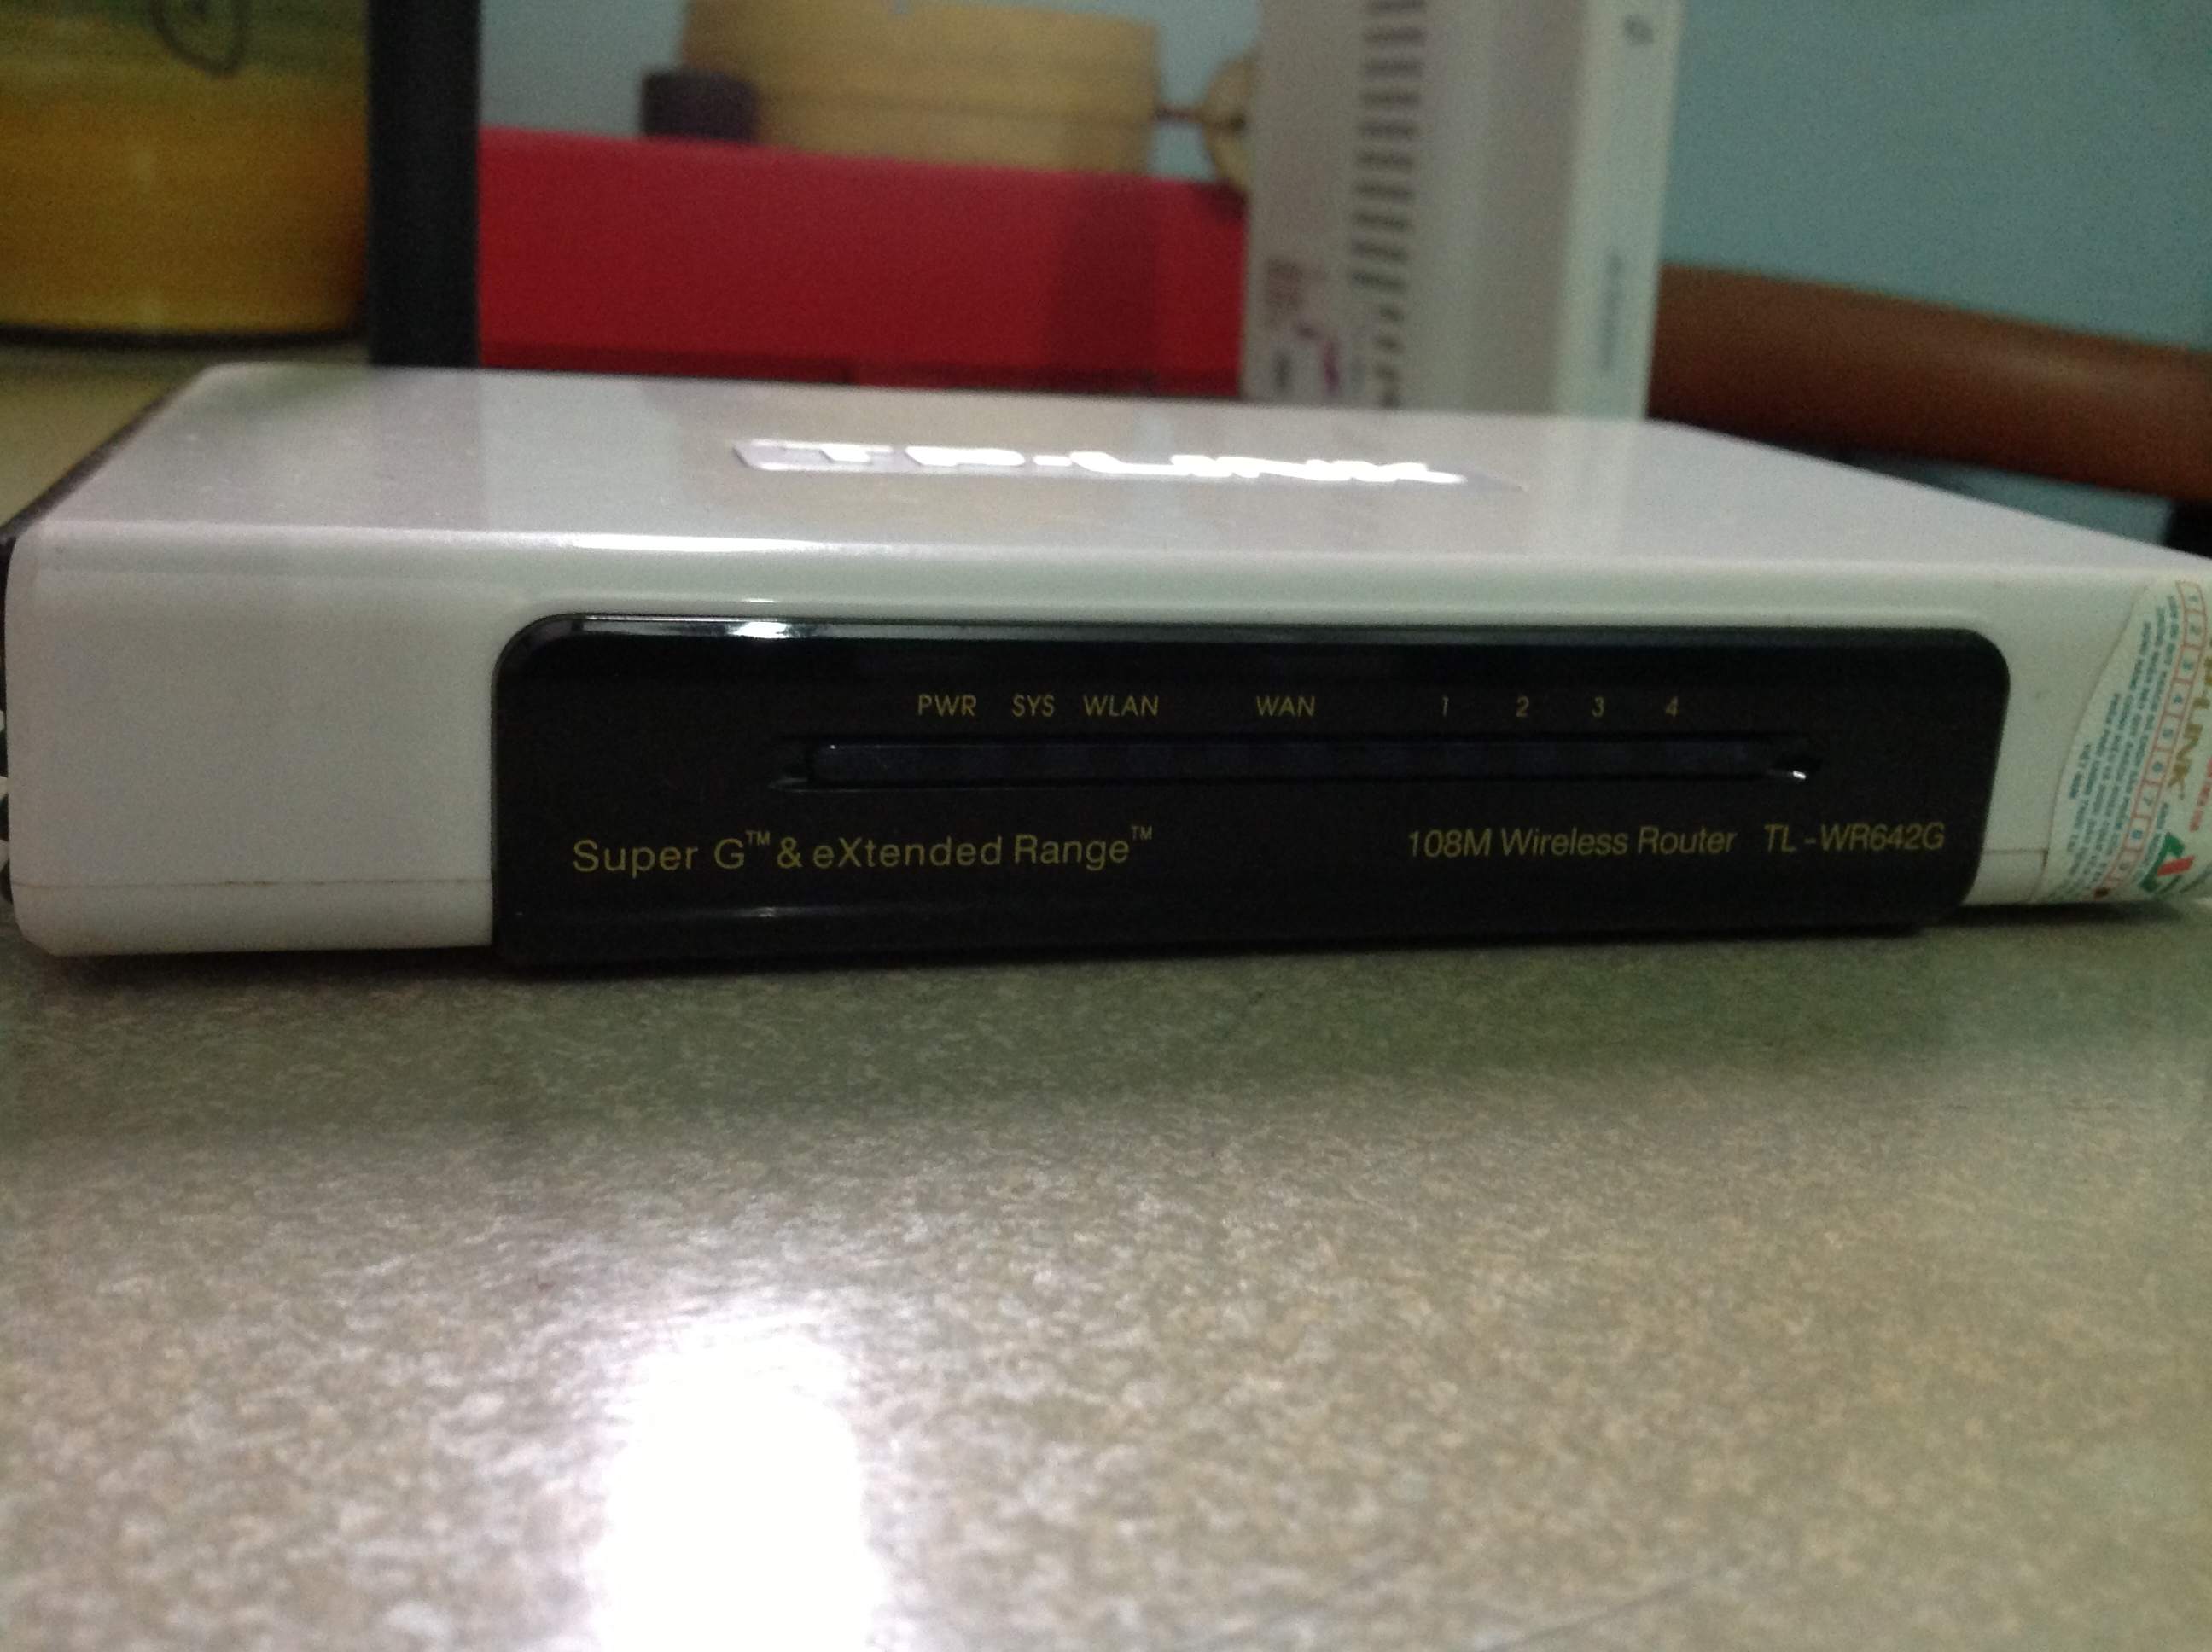 TP-LINK
PWR SYS WLAN WAN 1 2 3 4
Super G™ & eXtended Range™
108M Wireless Router TL-WR642G